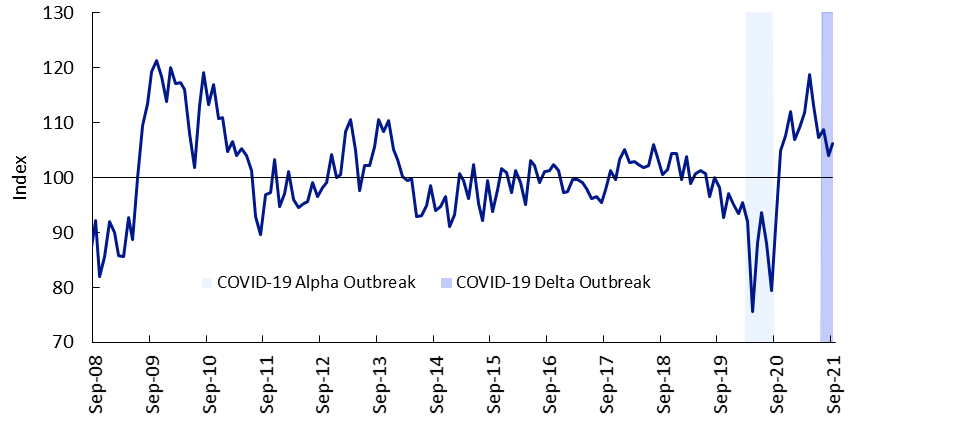 130
120
110
100
90
80
70
Index
COVID-19 Alpha Outbreak
COVID-19 Delta Outbreak
Sep-08
Sep-09
Sep-10
Sep-11
Sep-12
Sep-13
Sep-14
Sep-15
Sep-16
Sep-17
Sep-18
Sep-19
Sep-20
Sep-21